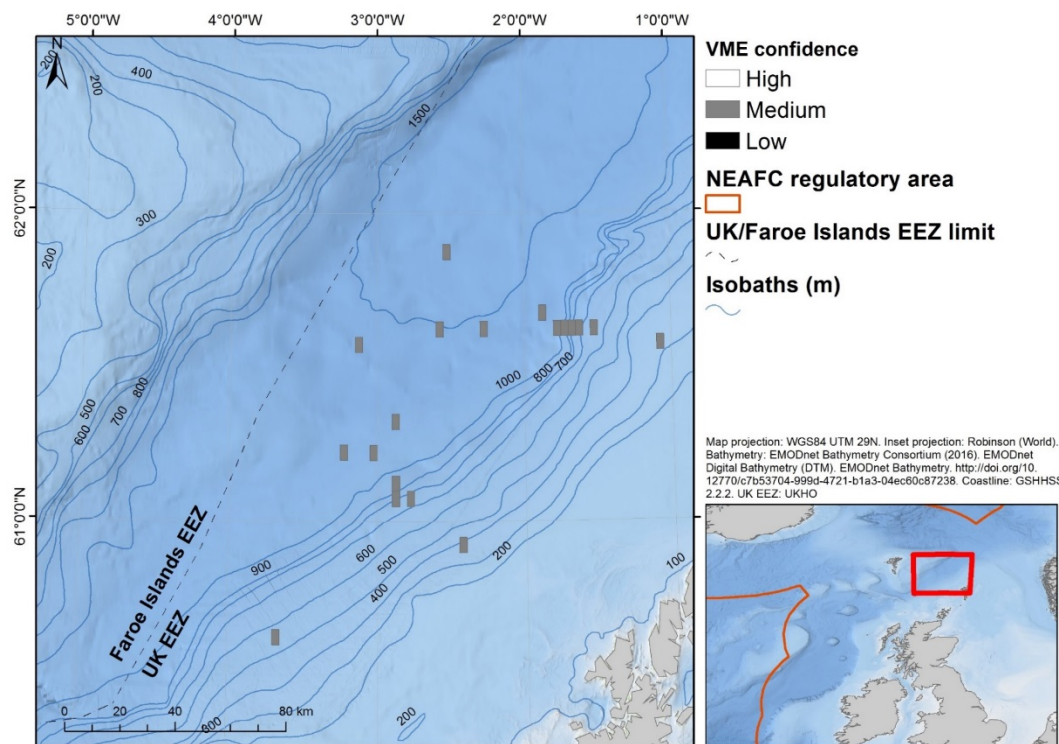 5°0'0"W 4°0'0"W 3°0'0"W 2°0'0"W 1°0'0"W
N
200
200
400
1500
62°0'0"N
300
200
800
500
700
600
1000
800
700
61°0'0"N
Faroe Islands EEZ
UK EEZ
900
600
500
400
200
100
200
300
0 20 40 80 km
VME confidence
High
Medium
Low
NEAFC regulatory area
UK/Faroe Islands EEZ limit
Isobaths (m)
Map projection: WGS84 UTM 29N. Inset projection: Robinson (World).
Bathymetry: EMODnet Bathymetry Consortium (2016). EMODnet
Digital Bathymetry (DTM). EMODnet Bathymetry. http://doi.org/10.
12770/c7b53704-999d-4721-b1a3-04ec60c87238. Coastline: GSHHSS
2.2.2. UK EEZ: UKHO